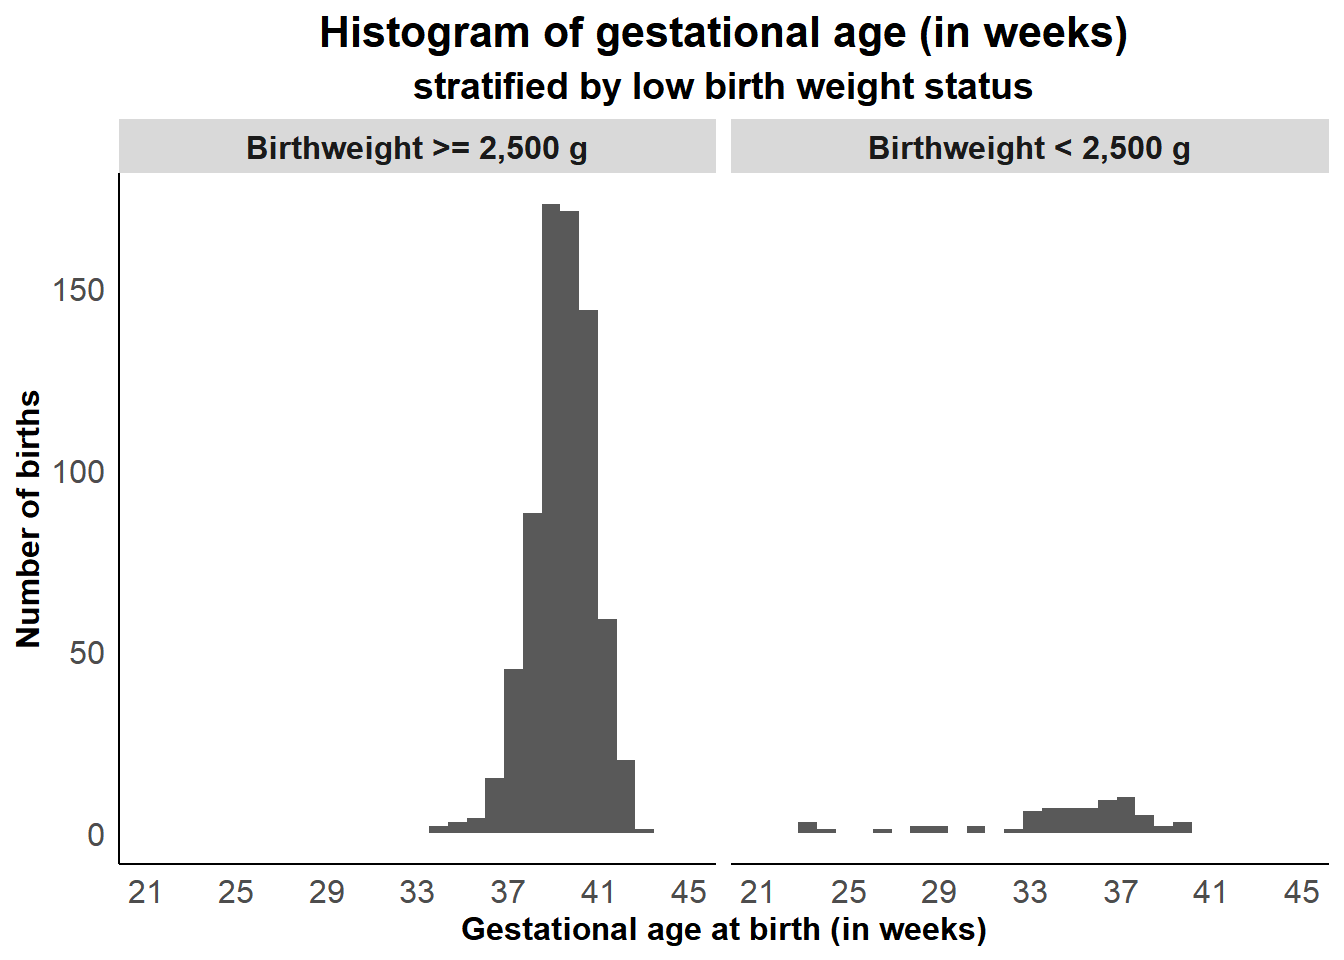 Histogram of gestational age (in weeks)
stratified by low birth weight status
Birthweight >= 2,500 g
Birthweight < 2,500 g
Number of births
150
100
50
0
21 25 29 33 37 41 45
21 25 29 33 37 41 45
Gestational age at birth (in weeks)